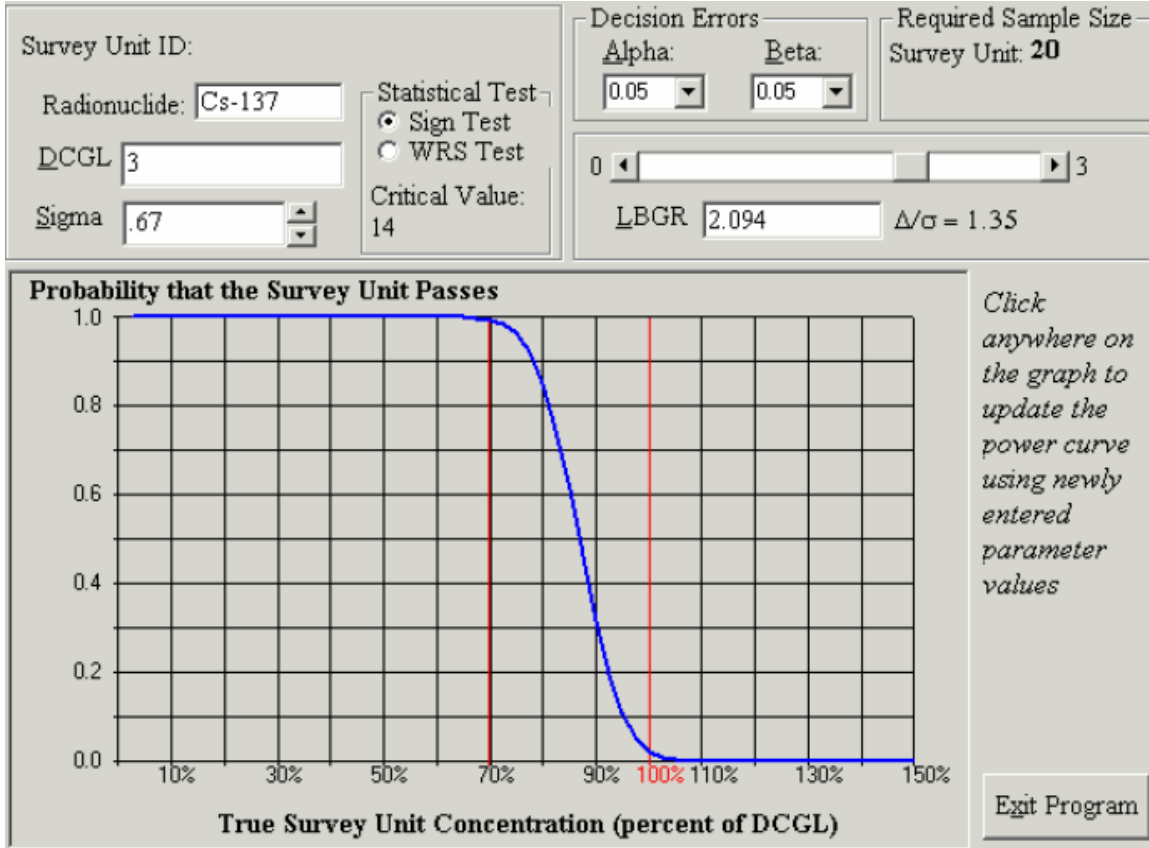 Survey Unit ID:
Radionuclide: Cs-137
DCGL 3
Sigma .67
Statistical Test
Sign Test
WRS Test
Critical Value:
14
Decision Errors
Alpha: Beta:
0.05 0.05
Required Sample Size
Survey Unit: 20
0 3
LBGR 2.094 Δ/σ = 1.35
Probability that the Survey Unit Passes
1.0
0.8
0.6
0.4
0.2
0.0
10% 30% 50% 70% 90% 100% 110% 130% 150%
True Survey Unit Concentration (percent of DCGL)
Click
anywhere on
the graph to
update the
power curve
using newly
entered
parameter
values
Exit Program